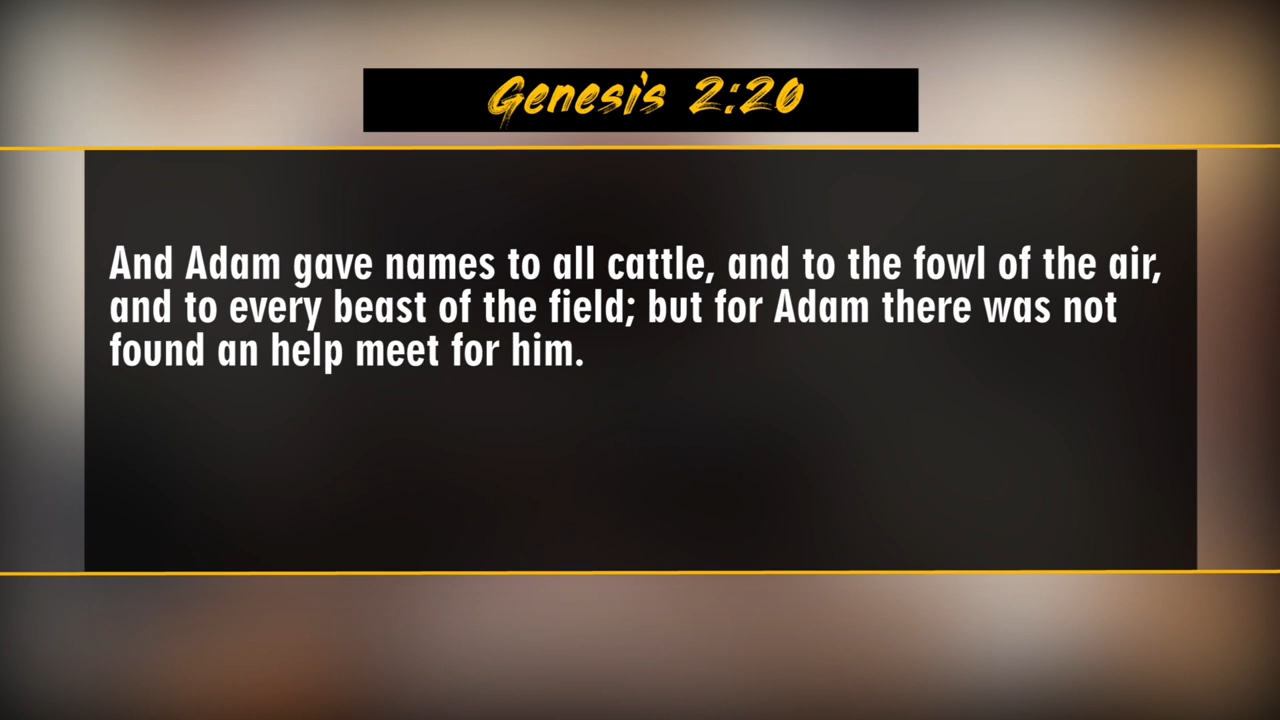 Genesis 2:20
And Adam gave names to all cattle, and to the fowl of the air,
and to every beast of the field; but for Adam there was not
found an help meet for him.